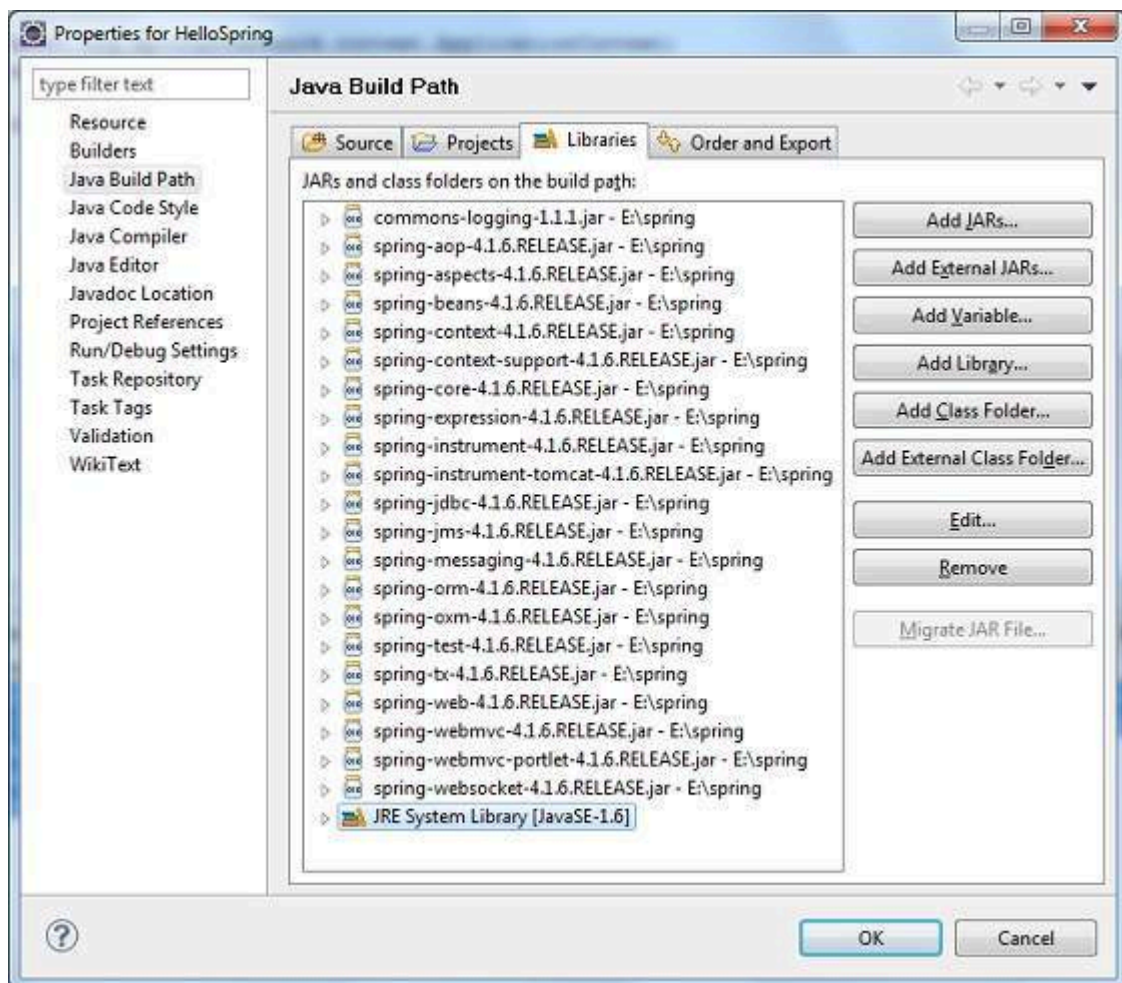 Properties for HelloSpring
type filter text
Resource
Builders
Java Build Path
Java Code Style
Java Compiler
Java Editor
Javadoc Location
Project References
Run/Debug Settings
Task Repository
Task Tags
Validation
WikiText
Java Build Path
Source
Projects
Libraries
Order and Export
JARs and class folders on the build path:
commons-logging-1.1.1.jar - E:\spring
spring-aop-4.1.6.RELEASE.jar - E:\spring
spring-aspects-4.1.6.RELEASE.jar - E:\spring
spring-beans-4.1.6.RELEASE.jar - E:\spring
spring-context-4.1.6.RELEASE.jar - E:\spring
spring-context-support-4.1.6.RELEASE.jar - E:\spring
spring-core-4.1.6.RELEASE.jar - E:\spring
spring-expression-4.1.6.RELEASE.jar - E:\spring
spring-instrument-4.1.6.RELEASE.jar - E:\spring
spring-instrument-tomcat-4.1.6.RELEASE.jar - E:\spring
spring-jdbc-4.1.6.RELEASE.jar - E:\spring
spring-jms-4.1.6.RELEASE.jar - E:\spring
spring-messaging-4.1.6.RELEASE.jar - E:\spring
spring-orm-4.1.6.RELEASE.jar - E:\spring
spring-oxm-4.1.6.RELEASE.jar - E:\spring
spring-test-4.1.6.RELEASE.jar - E:\spring
spring-tx-4.1.6.RELEASE.jar - E:\spring
spring-web-4.1.6.RELEASE.jar - E:\spring
spring-webmvc-4.1.6.RELEASE.jar - E:\spring
spring-webmvc-portlet-4.1.6.RELEASE.jar - E:\spring
spring-websocket-4.1.6.RELEASE.jar - E:\spring
JRE System Library [JavaSE-1.6]
Add JARs...
Add External JARs...
Add Variable...
Add Library...
Add Class Folder...
Add External Class Folder...
Edit...
Remove
Migrate JAR File...
OK
Cancel